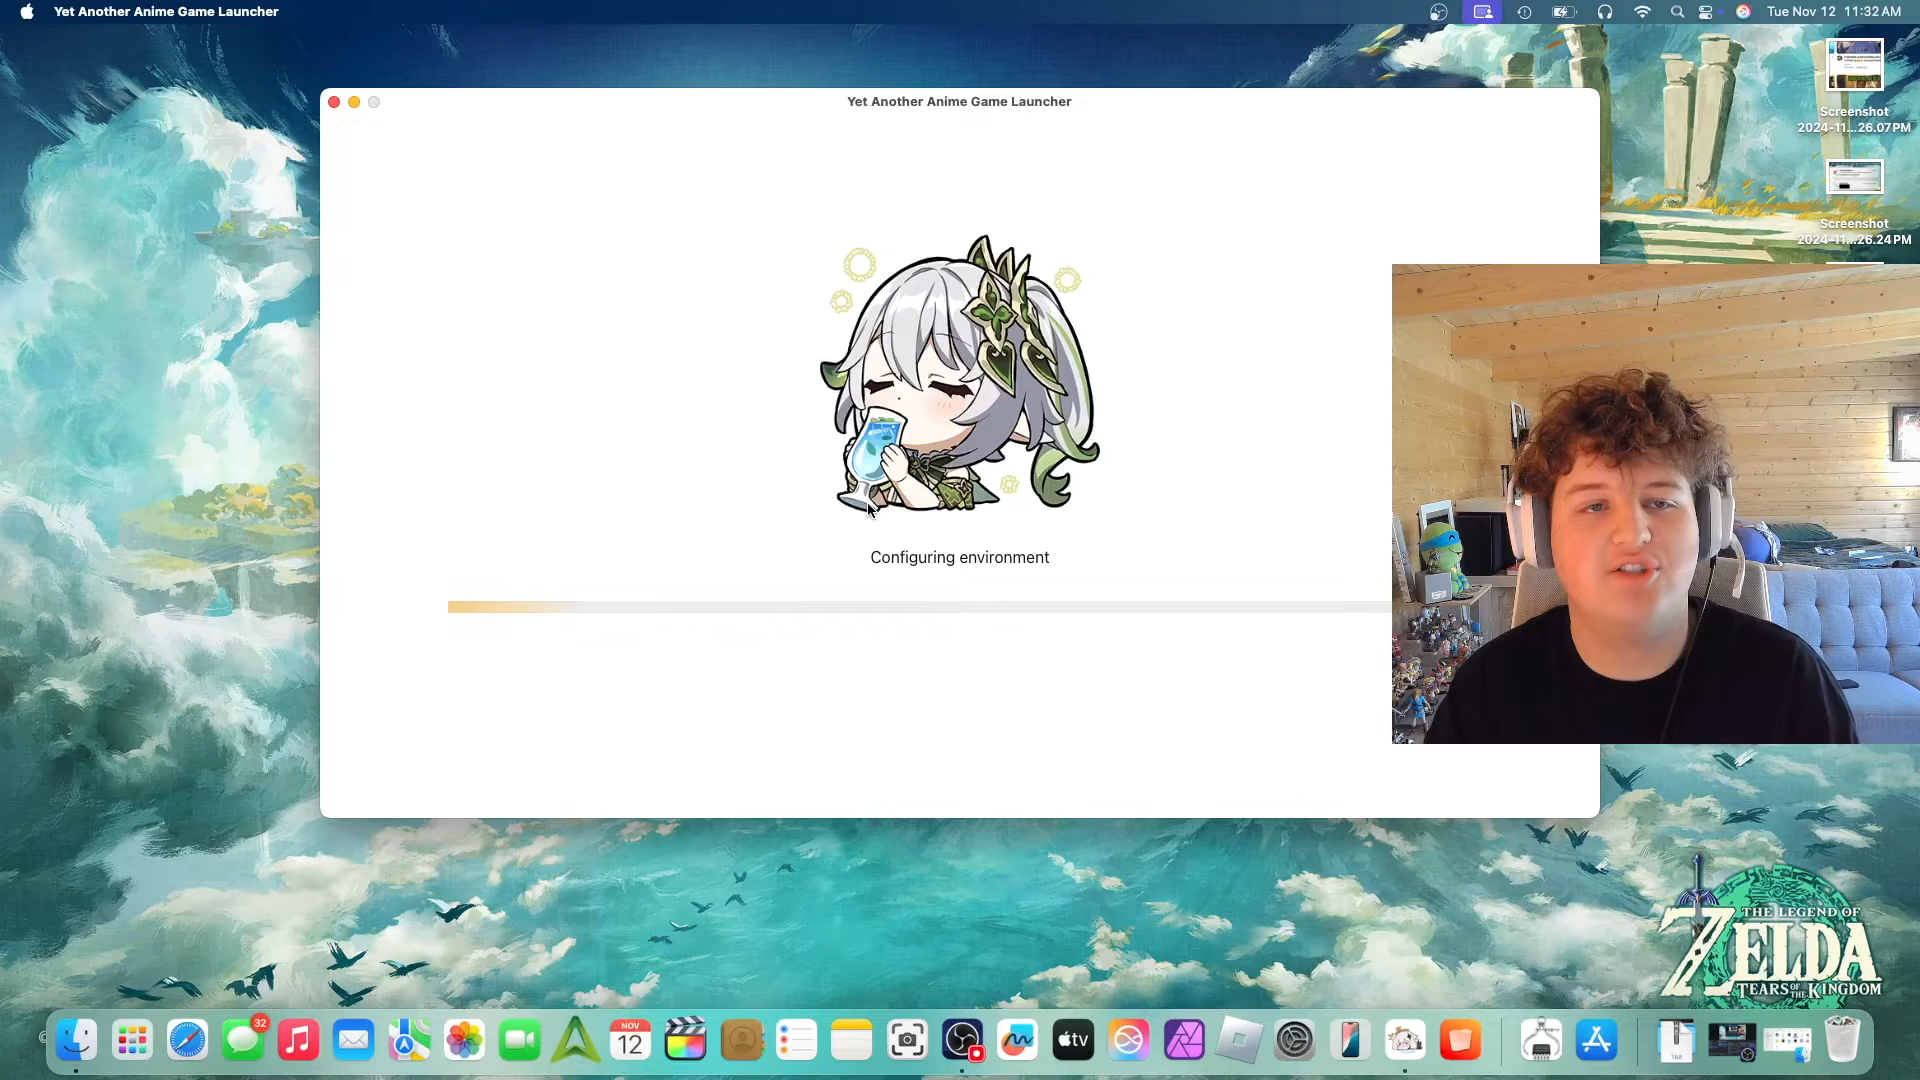 Yet Another Anime Game Launcher
Tue Nov 12 11:32 AM
Yet Another Anime Game Launcher
Screenshot
2024-11...26.07 PM
Screenshot
2024-11...26.24 PM
Configuring environment
THE LEGEND OF
ZELDA
TEARS OF THE KINGDOM
32
NOV
12
tv
TAB